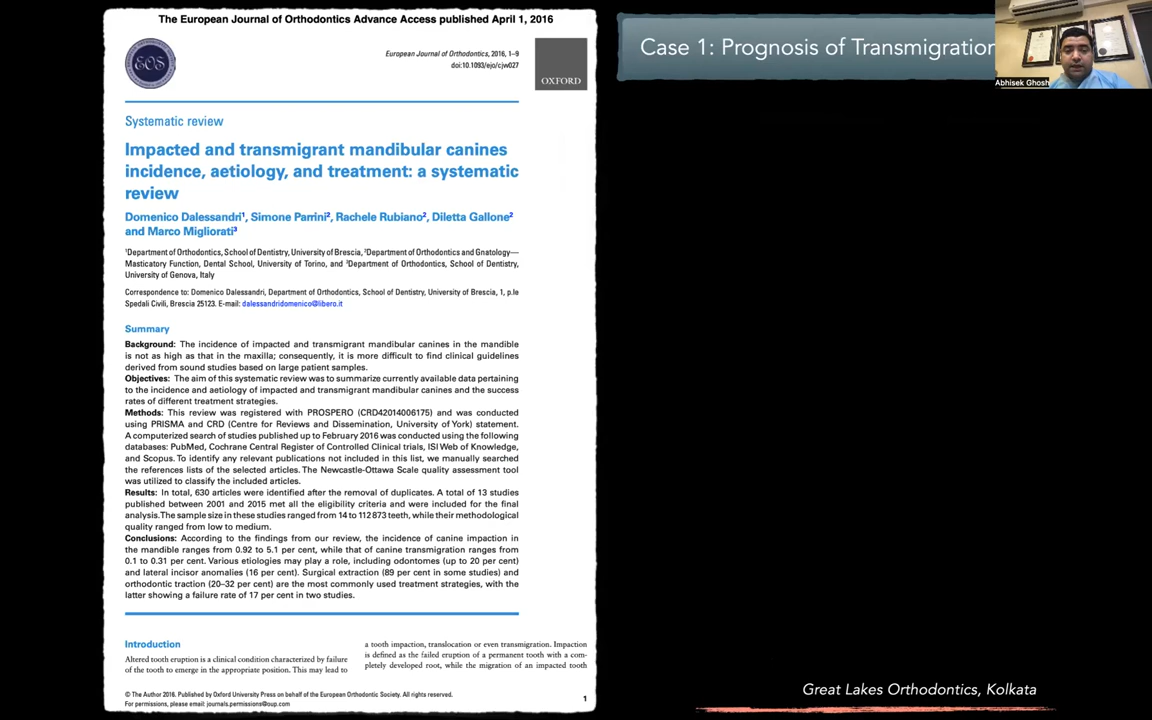 The European Journal of Orthodontics Advance Access published April 1, 2016
EOS
European Journal of Orthodontics, 2016, 1–9
doi:10.1093/ejo/cjw027
OXFORD
Systematic review
Impacted and transmigrant mandibular canines
incidence, aetiology, and treatment: a systematic
review
Domenico Dalessandri¹, Simone Parrini², Rachele Rubiano², Diletta Gallone²
and Marco Migliorati³
¹Department of Orthodontics, School of Dentistry, University of Brescia, ²Department of Orthodontics and Gnatology—
Masticatory Function, Dental School, University of Torino, and ³Department of Orthodontics, School of Dentistry,
University of Genova, Italy
Correspondence to: Domenico Dalessandri, Department of Orthodontics, School of Dentistry, University of Brescia, 1, p.le
Spedali Civili, Brescia 25123. E-mail: dalessandridomenico@libero.it
Summary
Background: The incidence of impacted and transmigrant mandibular canines in the mandible
is not as high as that in the maxilla; consequently, it is more difficult to find clinical guidelines
derived from sound studies based on large patient samples.
Objectives: The aim of this systematic review was to summarize currently available data pertaining
to the incidence and aetiology of impacted and transmigrant mandibular canines and the success
rates of different treatment strategies.
Methods: This review was registered with PROSPERO (CRD42014006175) and was conducted
using PRISMA and CRD (Centre for Reviews and Dissemination, University of York) statement.
A computerized search of studies published up to February 2016 was conducted using the following
databases: PubMed, Cochrane Central Register of Controlled Clinical trials, ISI Web of Knowledge,
and Scopus. To identify any relevant publications not included in this list, we manually searched
the references lists of the selected articles. The Newcastle-Ottawa Scale quality assessment tool
was utilized to classify the included articles.
Results: In total, 630 articles were identified after the removal of duplicates. A total of 13 studies
published between 2001 and 2015 met all the eligibility criteria and were included for the final
analysis. The sample size in these studies ranged from 14 to 112 873 teeth, while their methodological
quality ranged from low to medium.
Conclusions: According to the findings from our review, the incidence of canine impaction in
the mandible ranges from 0.92 to 5.1 per cent, while that of canine transmigration ranges from
0.1 to 0.31 per cent. Various etiologies may play a role, including odontomes (up to 20 per cent)
and lateral incisor anomalies (16 per cent). Surgical extraction (89 per cent in some studies) and
orthodontic traction (20–32 per cent) are the most commonly used treatment strategies, with the
latter showing a failure rate of 17 per cent in two studies.
Introduction
Altered tooth eruption is a clinical condition characterized by failure
of the tooth to emerge in the appropriate position. This may lead to
a tooth impaction, translocation or even transmigration. Impaction
is defined as the failed eruption of a permanent tooth with a com-
pletely developed root, while the migration of an impacted tooth
© The Author 2016. Published by Oxford University Press on behalf of the European Orthodontic Society. All rights reserved.
For permissions, please email: journals.permissions@oup.com
1
Case 1: Prognosis of Transmigration
Abhisek Ghosh
Great Lakes Orthodontics, Kolkata